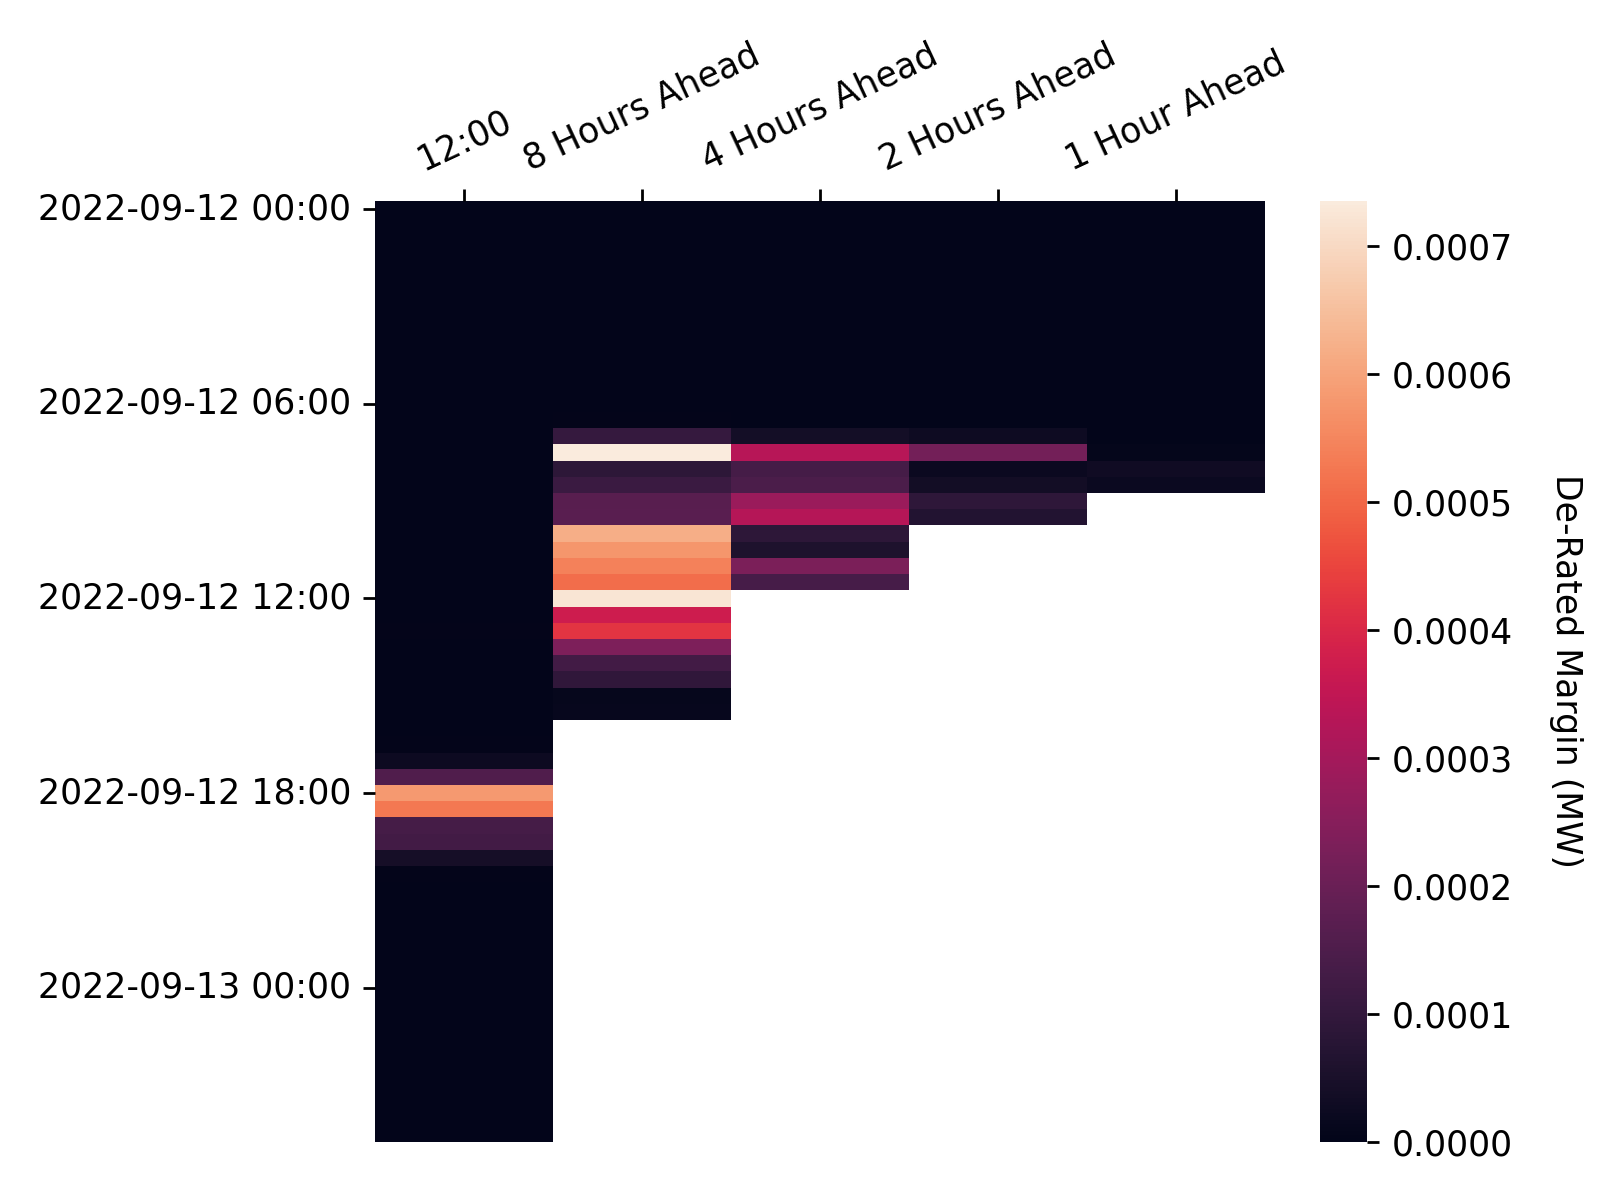 12:00
8 Hours Ahead
4 Hours Ahead
2 Hours Ahead
1 Hour Ahead
2022-09-12 00:00
2022-09-12 06:00
2022-09-12 12:00
2022-09-12 18:00
2022-09-13 00:00
0.0007
0.0006
0.0005
0.0004
0.0003
0.0002
0.0001
0.0000
De-Rated Margin (MW)